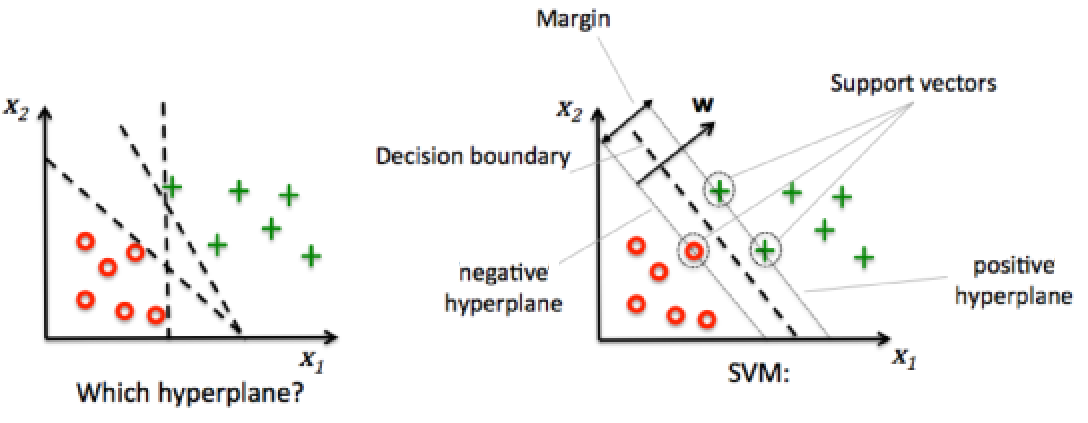 x2
x1
Which hyperplane?
Margin
x2
w
Support vectors
Decision boundary
negative
hyperplane
positive
hyperplane
x1
SVM: